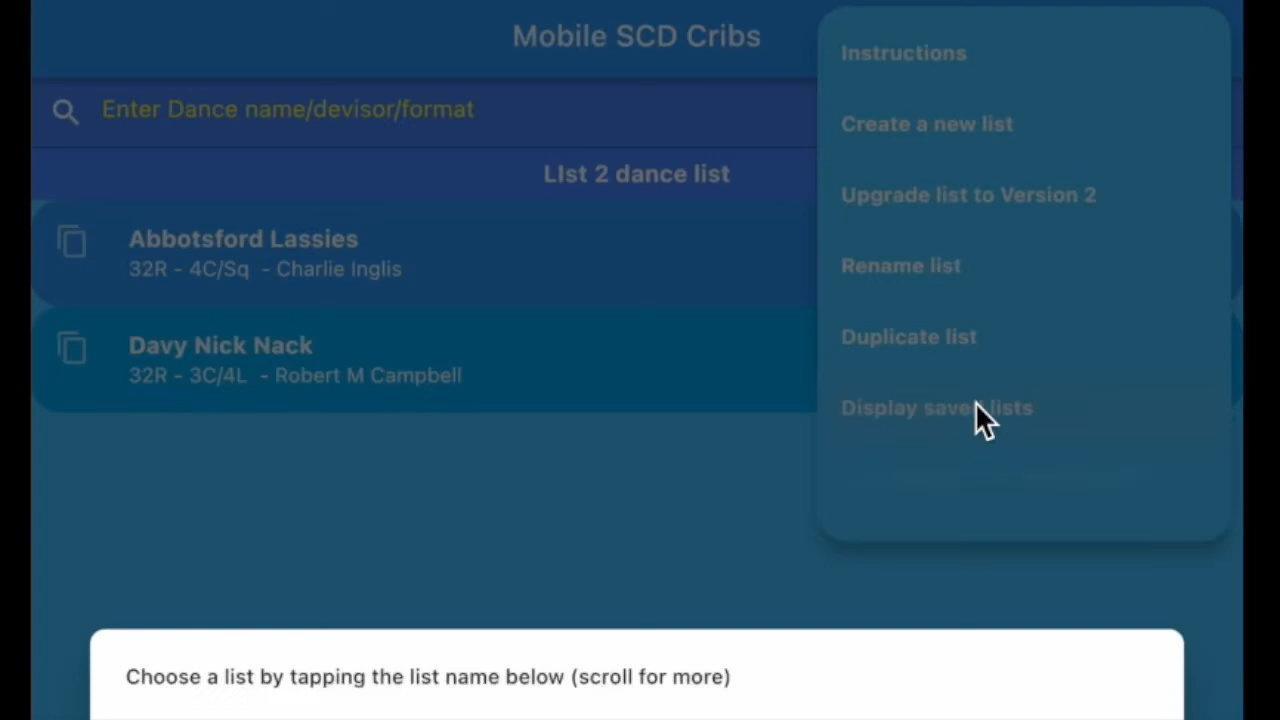 Mobile SCD Cribs
Enter Dance name/devisor/format
LIst 2 dance list
Abbotsford Lassies
32R - 4C/Sq - Charlie Inglis
Davy Nick Nack
32R - 3C/4L - Robert M Campbell
Instructions
Create a new list
Upgrade list to Version 2
Rename list
Duplicate list
Display saved lists
Choose a list by tapping the list name below (scroll for more)